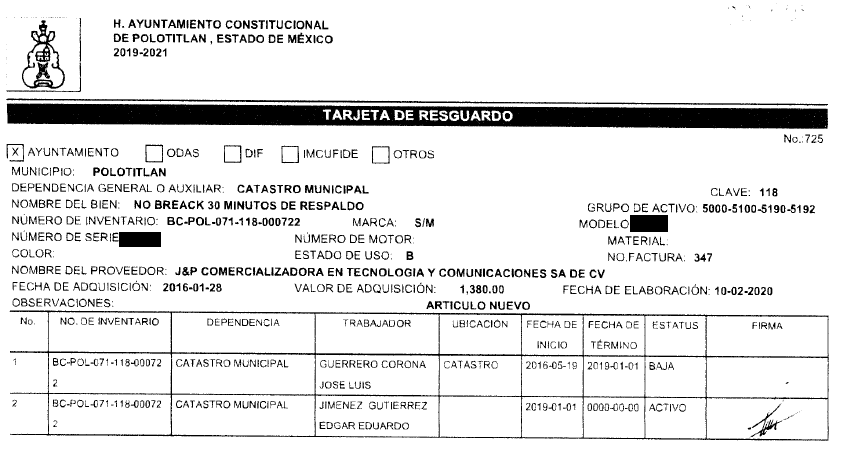 H. AYUNTAMIENTO CONSTITUCIONAL
DE POLOTITLAN , ESTADO DE MÉXICO
2019-2021
TARJETA DE RESGUARDO
No.:725
X AYUNTAMIENTO ODAS DIF IMCUFIDE OTROS
MUNICIPIO: POLOTITLAN
DEPENDENCIA GENERAL O AUXILIAR: CATASTRO MUNICIPAL CLAVE: 118
NOMBRE DEL BIEN: NO BREACK 30 MINUTOS DE RESPALDO GRUPO DE ACTIVO: 5000-5100-5190-5192
NÚMERO DE INVENTARIO: BC-POL-071-118-000722 MARCA: S/M MODELO
NÚMERO DE SERIE NÚMERO DE MOTOR: MATERIAL:
COLOR: ESTADO DE USO: B NO.FACTURA: 347
NOMBRE DEL PROVEEDOR: J&P COMERCIALIZADORA EN TECNOLOGIA Y COMUNICACIONES SA DE CV
FECHA DE ADQUISICIÓN: 2016-01-28 VALOR DE ADQUISICIÓN: 1,380.00 FECHA DE ELABORACIÓN: 10-02-2020
OBSERVACIONES: ARTICULO NUEVO
No. NO. DE INVENTARIO DEPENDENCIA TRABAJADOR UBICACIÓN FECHA DE FECHA DE ESTATUS FIRMA
INICIO TÉRMINO
1 BC-POL-071-118-00072 CATASTRO MUNICIPAL GUERRERO CORONA CATASTRO 2016-05-19 2019-01-01 BAJA
2 JOSE LUIS
2 BC-POL-071-118-00072 CATASTRO MUNICIPAL JIMENEZ GUTIERREZ 2019-01-01 0000-00-00 ACTIVO
2 EDGAR EDUARDO